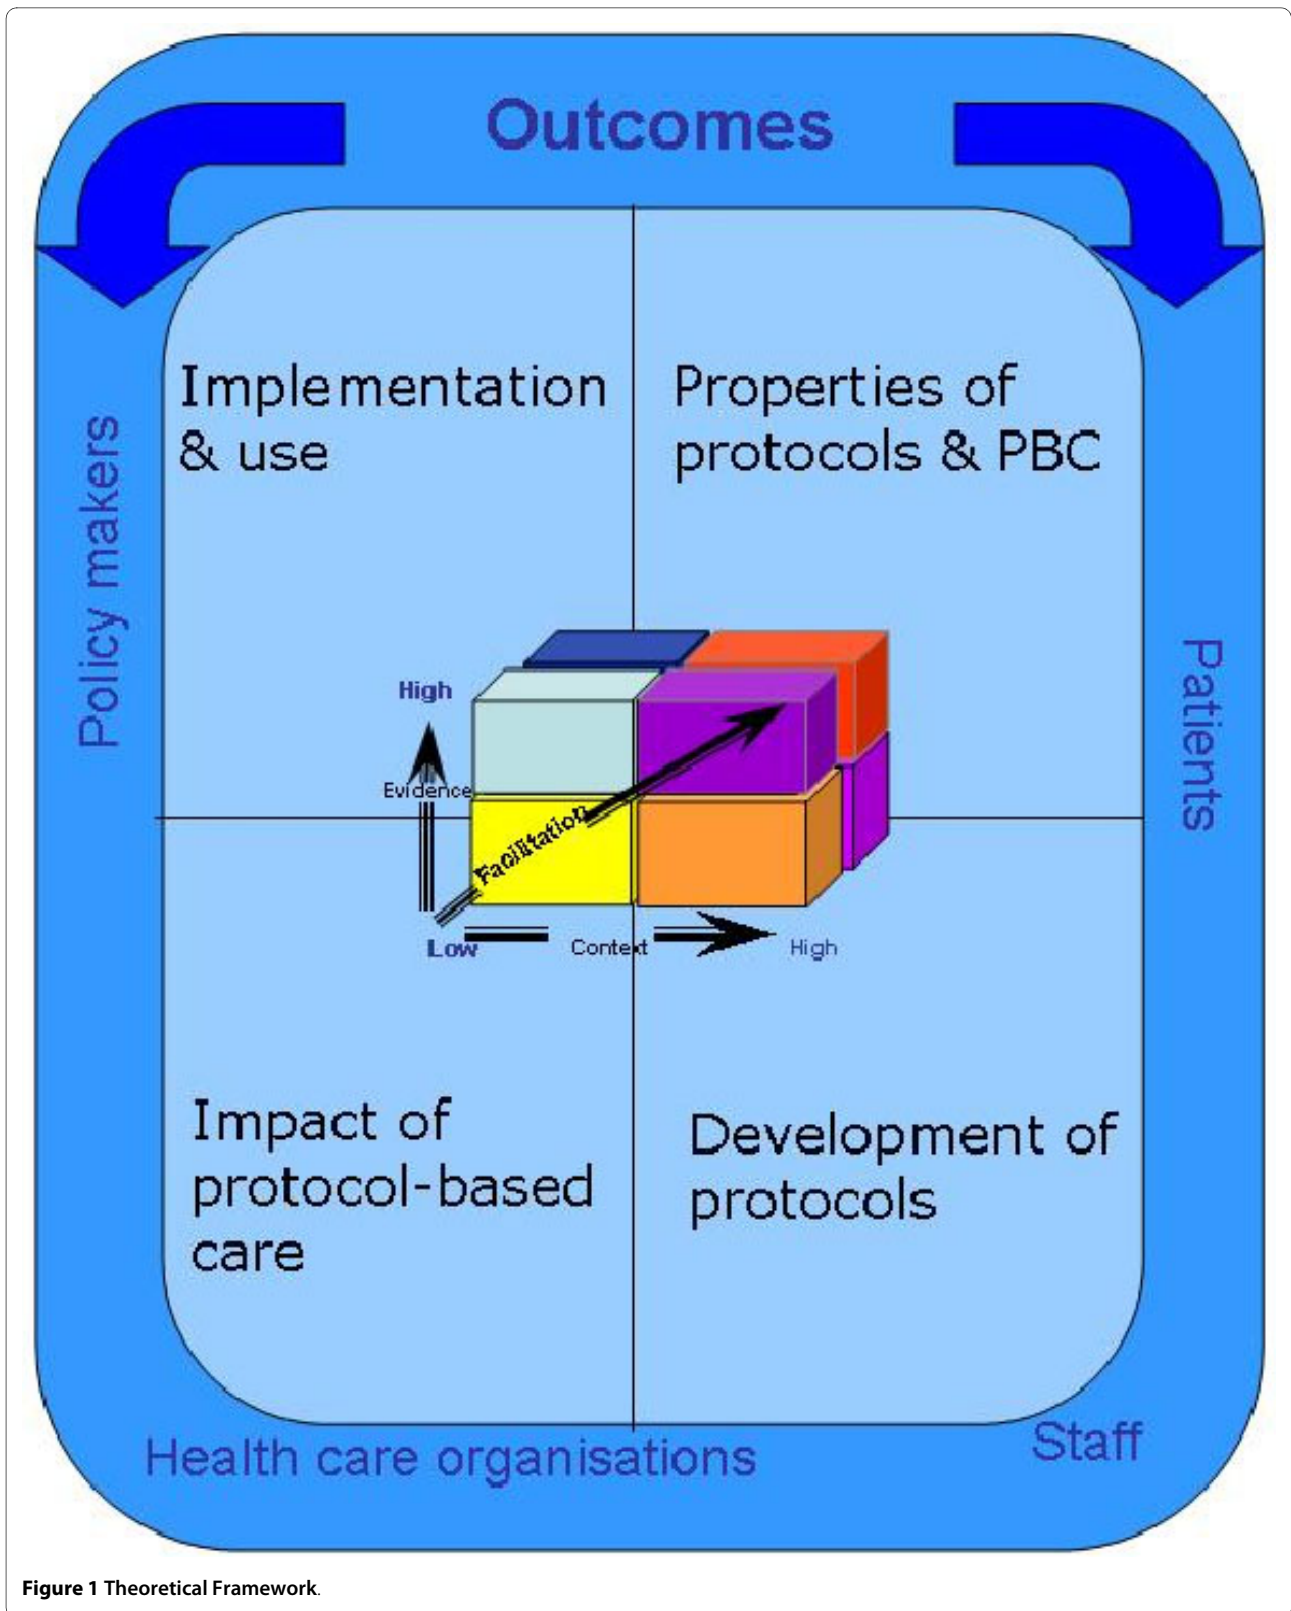 Outcomes
Implementation
& use
Properties of
protocols & PBC
Policy makers
Patients
High
Evidence
Facilitation
Low
Context
High
Impact of
protocol-based
care
Development of
protocols
Health care organisations
Staff
Figure 1 Theoretical Framework.